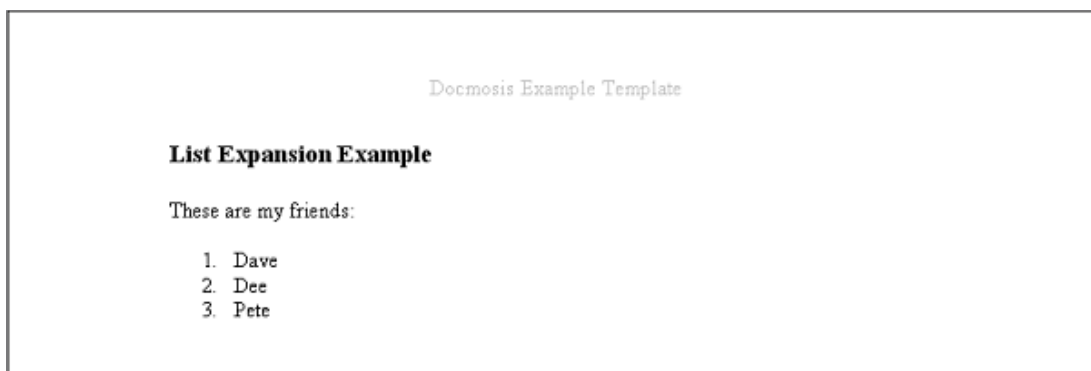 Docmosis Example Template
List Expansion Example
These are my friends:
1. Dave
2. Dee
3. Pete